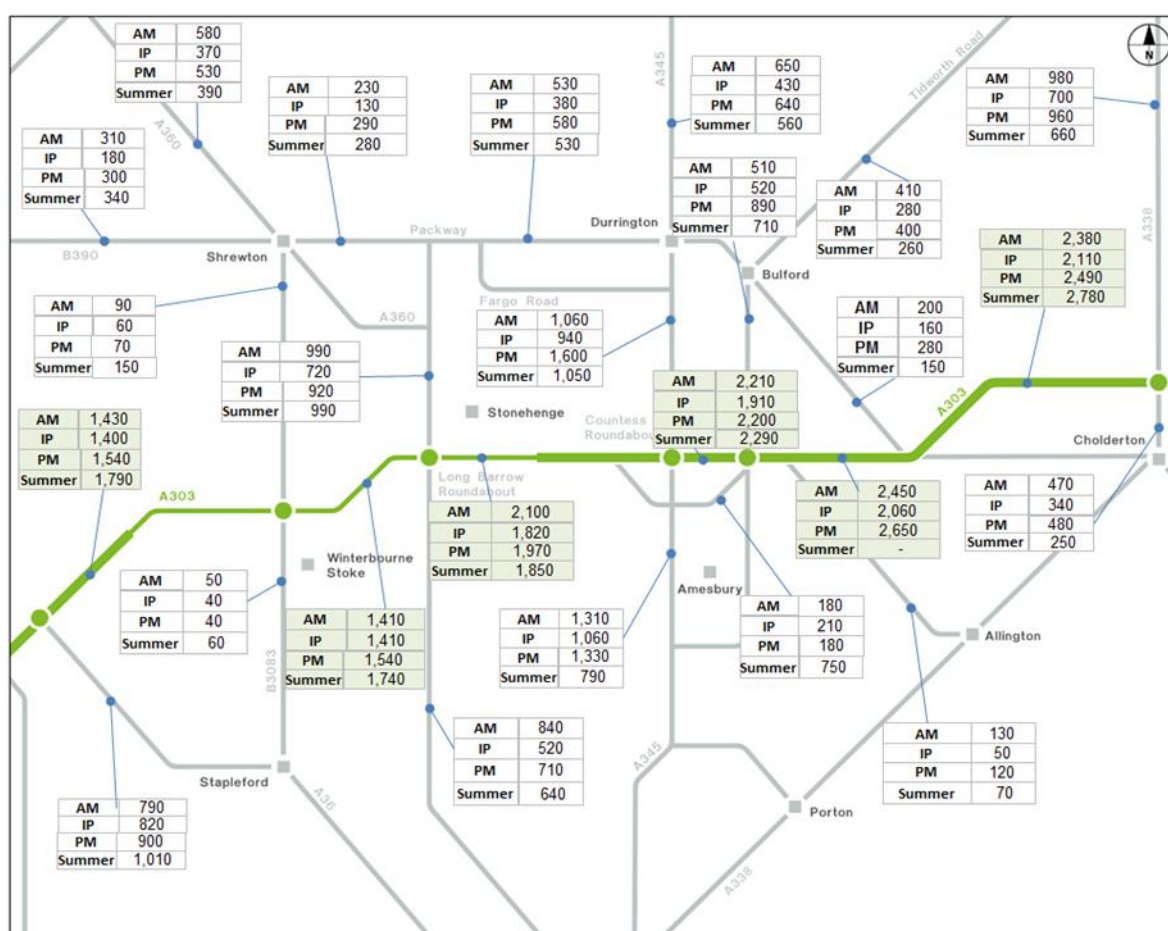 AM 580
IP 370
PM 530
Summer 390
AM 230
IP 130
PM 290
Summer 280
AM 530
IP 380
PM 580
Summer 530
A345
AM 650
IP 430
PM 640
Summer 560
Tidworth Road
AM 980
IP 700
PM 960
Summer 660
N
AM 310
IP 180
PM 300
Summer 340
A360
AM 510
IP 520
PM 890
Summer 710
AM 410
IP 280
PM 400
Summer 260
A338
B390
Shrewton
Packway
Durrington
Bulford
AM 2,380
IP 2,110
PM 2,490
Summer 2,780
AM 90
IP 60
PM 70
Summer 150
A360
Fargo Road
AM 1,060
IP 940
PM 1,600
Summer 1,050
AM 200
IP 160
PM 280
Summer 150
AM 990
IP 720
PM 920
Summer 990
Stonehenge
Countess
Roundabou
AM 2,210
IP 1,910
PM 2,200
Summer 2,290
A303
Cholderton
AM 1,430
IP 1,400
PM 1,540
Summer 1,790
A303
Long Barrow
Roundabout
AM 2,100
IP 1,820
PM 1,970
Summer 1,850
AM 2,450
IP 2,060
PM 2,650
Summer -
AM 470
IP 340
PM 480
Summer 250
Winterbourne
Stoke
AM 50
IP 40
PM 40
Summer 60
B3083
AM 1,410
IP 1,410
PM 1,540
Summer 1,740
Amesbury
AM 1,310
IP 1,060
PM 1,330
Summer 790
AM 180
IP 210
PM 180
Summer 750
Allington
AM 840
IP 520
PM 710
Summer 640
A345
AM 130
IP 50
PM 120
Summer 70
Stapleford
A36
Porton
A338
AM 790
IP 820
PM 900
Summer 1,010